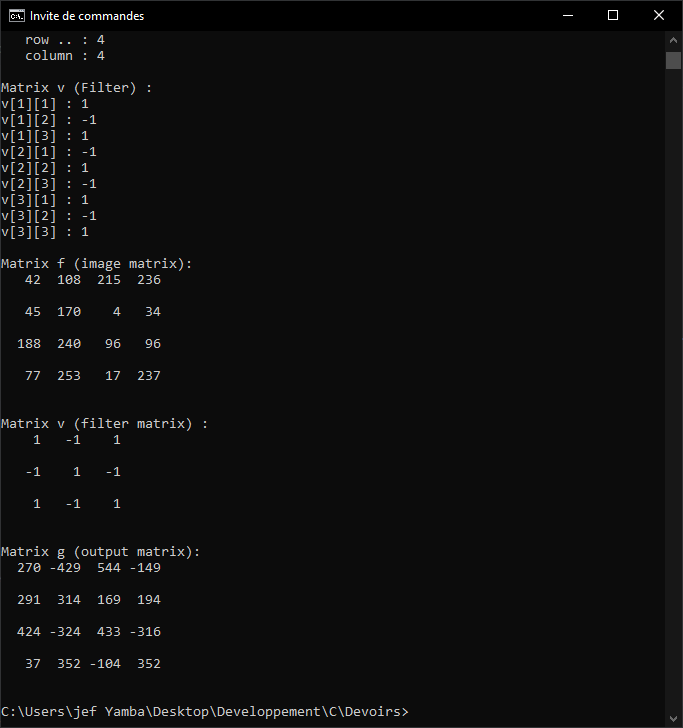 Invite de commandes
row .. : 4
column : 4
Matrix v (Filter) :
v[1][1] : 1
v[1][2] : -1
v[1][3] : 1
v[2][1] : -1
v[2][2] : 1
v[2][3] : -1
v[3][1] : 1
v[3][2] : -1
v[3][3] : 1
Matrix f (image matrix):
42 108 215 236
45 170 4 34
188 240 96 96
77 253 17 237
Matrix v (filter matrix) :
1 -1 1
-1 1 -1
1 -1 1
Matrix g (output matrix):
270 -429 544 -149
291 314 169 194
424 -324 433 -316
37 352 -104 352
C:\Users\jef Yamba\Desktop\Developpement\C\Devoirs>